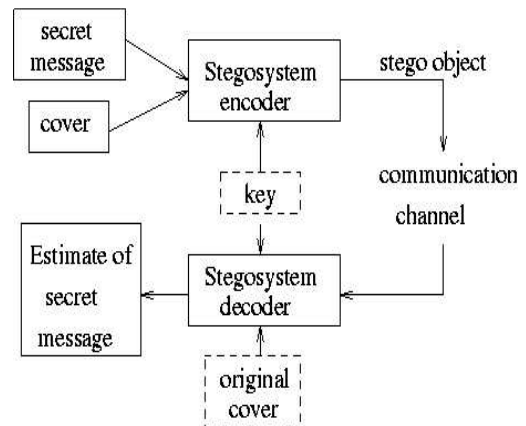 secret
message
cover
Stegosystem
encoder
stego object
key
communication
channel
Estimate of
secret
message
Stegosystem
decoder
original
cover